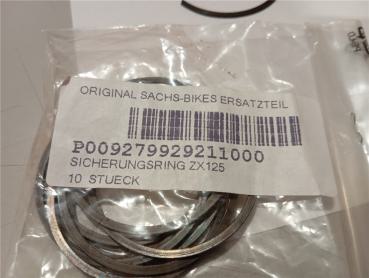 ORIGINAL SACHS-BIKES ERSATZTEIL
P009279929211000
SICHERUNGSRING ZX125
10 STUECK